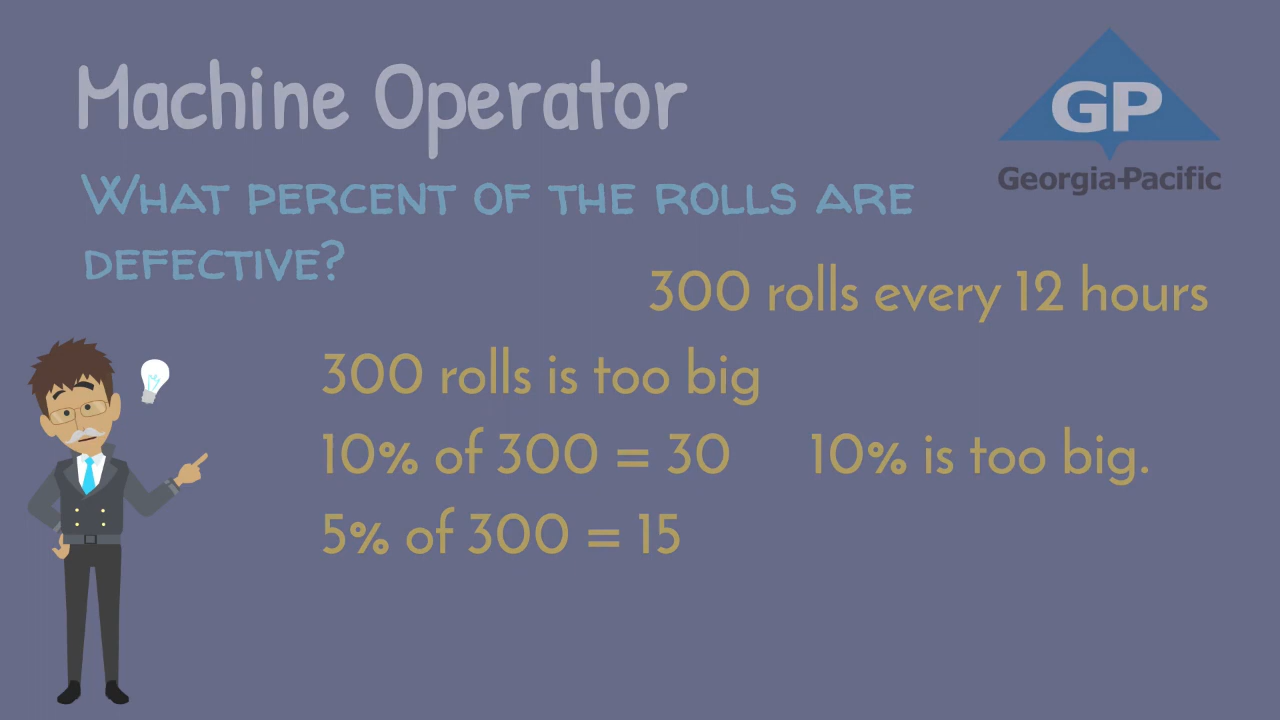 Machine Operator
GP
Georgia-Pacific
WHAT PERCENT OF THE ROLLS ARE
DEFECTIVE?
300 rolls every 12 hours
300 rolls is too big
10% of 300 = 30 10% is too big.
5% of 300 = 15